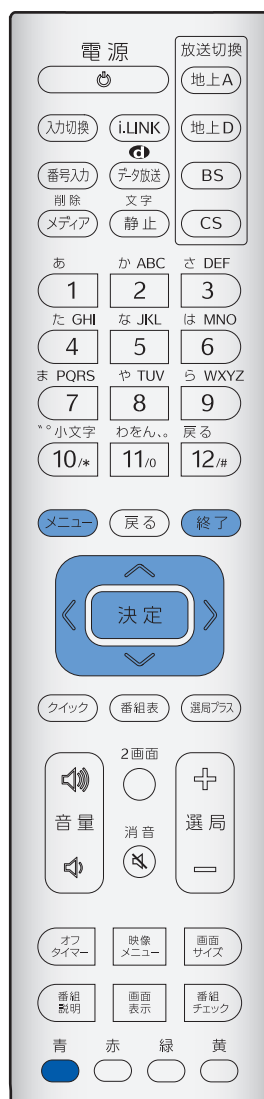 電源
放送切換
地上A
入力切換 i.LINK 地上D
d
番号入力 データ放送 BS
削除 文字
メディア 静止 CS
あ か ABC さ DEF
1 2 3
た GHI な JKL は MNO
4 5 6
ま PQRS や TUV ら WXYZ
7 8 9
゛゜小文字 わをん、。 戻る
10/* 11/0 12/#
メニュー 戻る 終了
決定
クイック 番組表 選局プラス
2画面
音量 選局
消音
オフタイマー 映像メニュー 画面サイズ
番組説明 画面表示 番組チェック
青 赤 緑 黄